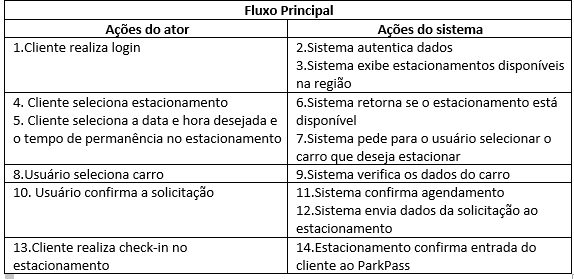 Fluxo Principal
Ações do ator
Ações do sistema
1.Cliente realiza login
2.Sistema autentica dados
3.Sistema exibe estacionamentos disponíveis
na região
4. Cliente seleciona estacionamento
5. Cliente seleciona a data e hora desejada e
o tempo de permanência no estacionamento
6.Sistema retorna se o estacionamento está
disponível
7.Sistema pede para o usuário selecionar o
carro que deseja estacionar
8.Usuário seleciona carro
9.Sistema verifica os dados do carro
10. Usuário confirma a solicitação
11.Sistema confirma agendamento
12.Sistema envia dados da solicitação ao
estacionamento
13.Cliente realiza check-in no
estacionamento
14.Estacionamento confirma entrada do
cliente ao ParkPass